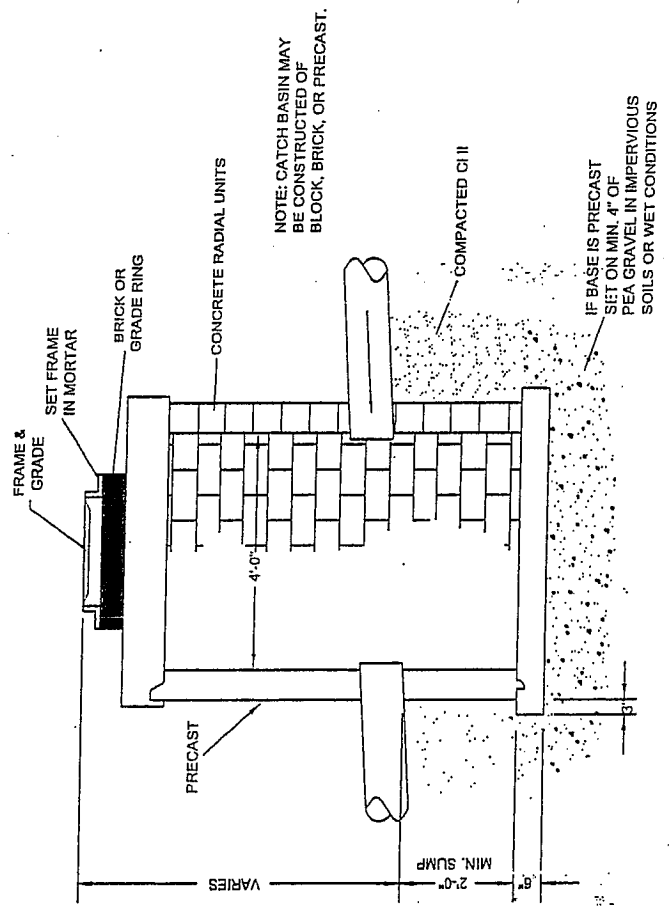 FRAME &
GRADE
SET FRAME
IN MORTAR
BRICK OR
GRADE RING
CONCRETE RADIAL UNITS
NOTE: CATCH BASIN MAY
BE CONSTRUCTED OF
BLOCK, BRICK, OR PRECAST.
4'-0"
PRECAST
COMPACTED CI II
IF BASE IS PRECAST
SET ON MIN. 4" OF
PEA GRAVEL IN IMPERVIOUS
SOILS OR WET CONDITIONS
VARIES
2'-0"
MIN. SUMP
6"
3"